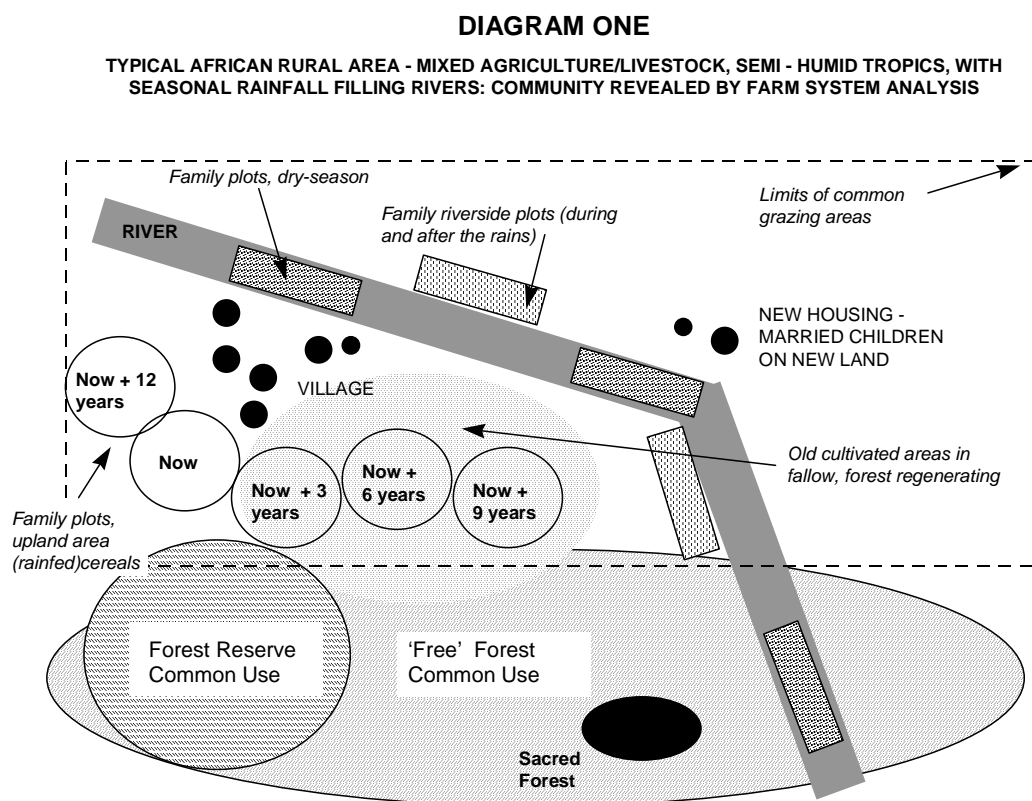 DIAGRAM ONE
TYPICAL AFRICAN RURAL AREA - MIXED AGRICULTURE/LIVESTOCK, SEMI - HUMID TROPICS, WITH
SEASONAL RAINFALL FILLING RIVERS: COMMUNITY REVEALED BY FARM SYSTEM ANALYSIS
Family plots, dry-season
Limits of common
grazing areas
Family riverside plots (during
and after the rains)
RIVER
NEW HOUSING -
MARRIED CHILDREN
ON NEW LAND
VILLAGE
Now + 12
years
Now
Now + 3
years
Now +
6 years
Now +
9 years
Old cultivated areas in
fallow, forest regenerating
Family plots,
upland area
(rainfed)cereals
Forest Reserve
Common Use
‘Free’ Forest
Common Use
Sacred
Forest